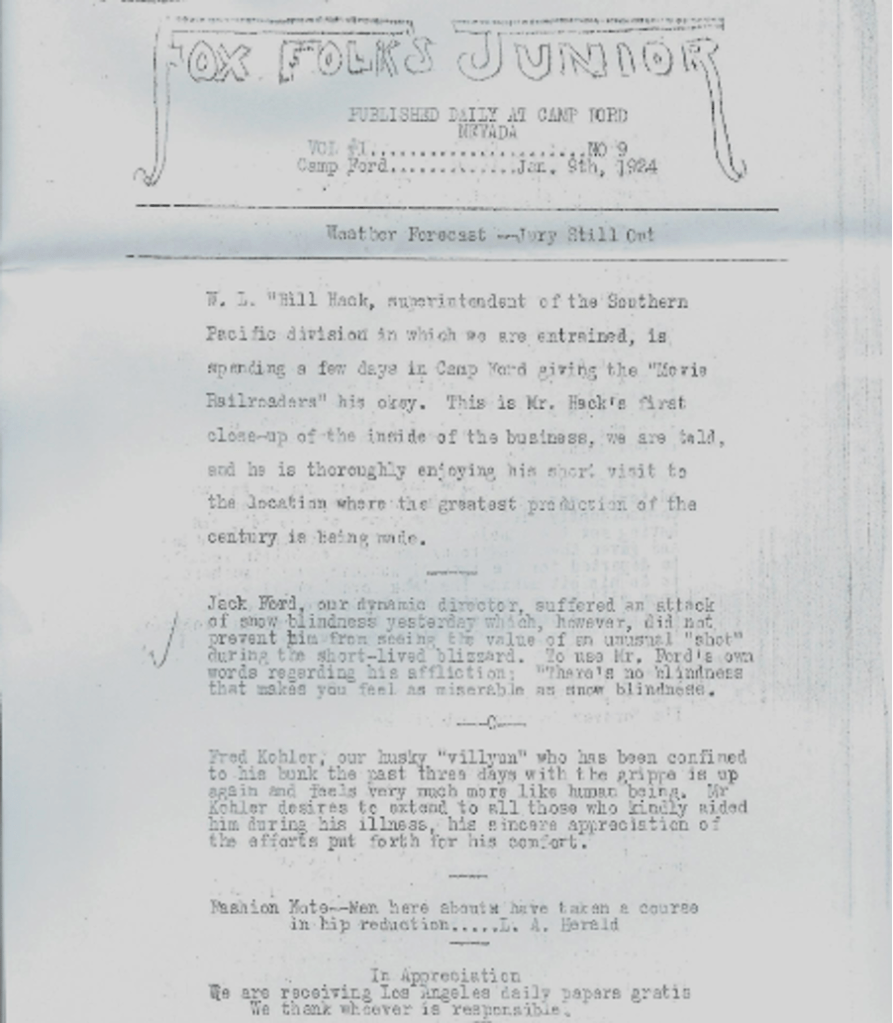 FOX FOLKS JUNIOR
PUBLISHED DAILY AT CAMP FORD
NEVADA
VOL #1......................NO 9
Camp Ford.............Jan. 9th, 1924
Weather Forecast --Jury Still Out
W. L. "Bill Hack, superintendent of the Southern
Pacific division in which we are entrained, is
spending a few days in Camp Ford giving the "Movie
Railroaders" his okey. This is Mr. Hack's first
close-up of the inside of the business, we are told,
and he is thoroughly enjoying his short visit to
the location where the greatest production of the
century is being made.
Jack Ford, our dynamic director, suffered an attack
of snow blindness yesterday which, however, did not
prevent him from seeing the value of an unusual "shot"
during the short-lived blizzard. To use Mr. Ford's own
words regarding his affliction; "There's no blindness
that makes you feel as miserable as snow blindness.
----O----
Fred Kohler, our husky "villyun" who has been confined
to his bunk the past three days with the grippe is up
again and feels very much more like human being. Mr
Kohler desires to extend to all those who kindly aided
him during his illness, his sincere appreciation of
the efforts put forth for his comfort.
Fashion Note--Men here abouts have taken a course
in hip reduction.....L. A. Herald
In Appreciation
We are receiving Los Angeles daily papers gratis
We thank whoever is responsible.